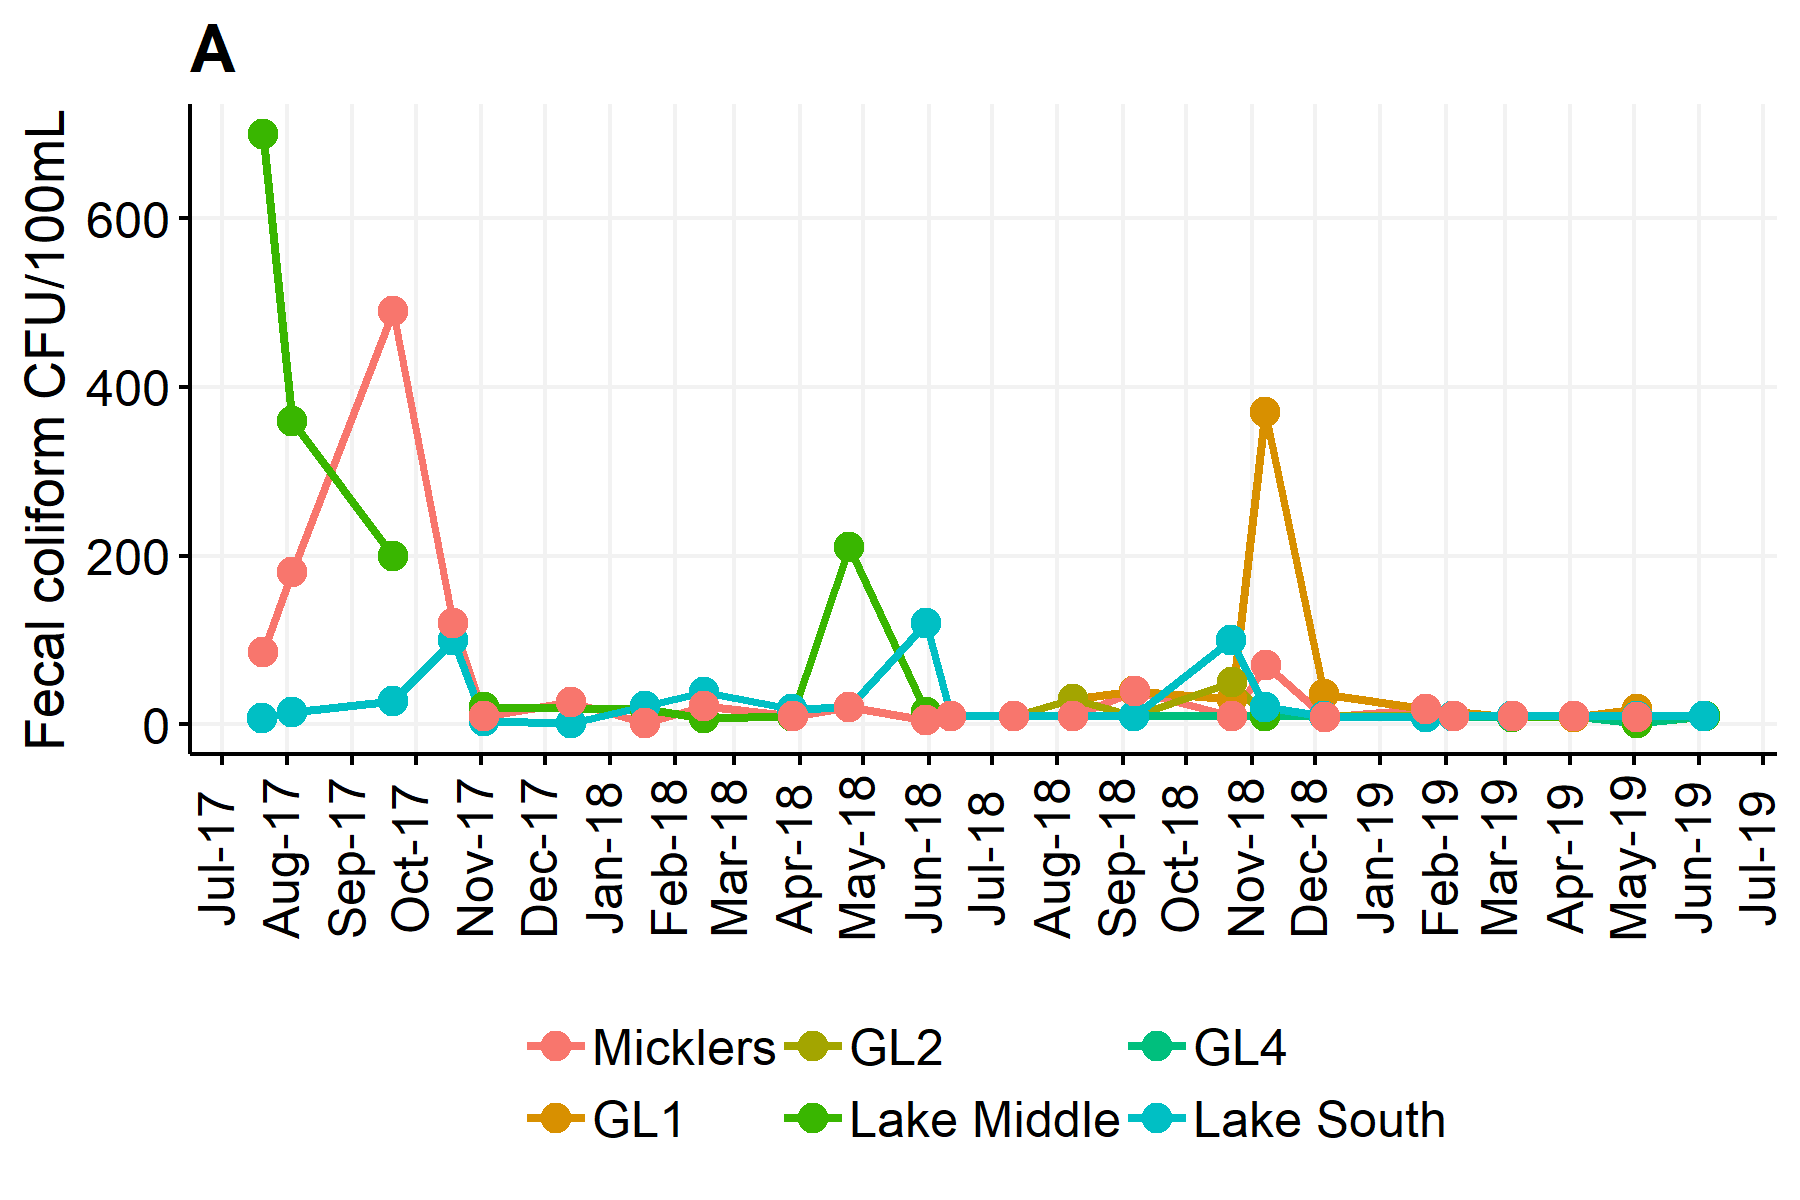 A
Fecal coliform CFU/100mL
600
400
200
0
Jul-17
Aug-17
Sep-17
Oct-17
Nov-17
Dec-17
Jan-18
Feb-18
Mar-18
Apr-18
May-18
Jun-18
Jul-18
Aug-18
Sep-18
Oct-18
Nov-18
Dec-18
Jan-19
Feb-19
Mar-19
Apr-19
May-19
Jun-19
Jul-19
Micklers GL2 GL4
GL1 Lake Middle Lake South